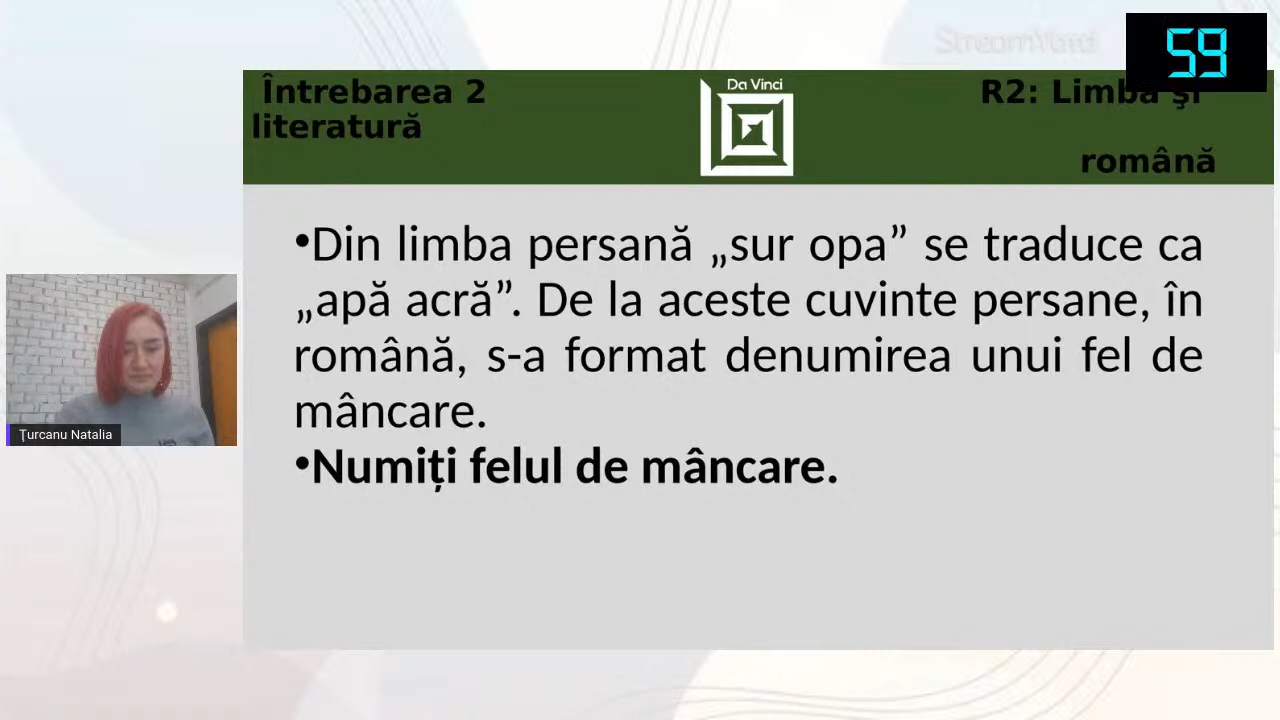 StreamYard
59
Întrebarea 2
R2: Limba și
literatură
română
Da Vinci
•Din limba persană „sur opa” se traduce ca
„apă acră”. De la aceste cuvinte persane, în
română, s-a format denumirea unui fel de
mâncare.
•Numiți felul de mâncare.
Țurcanu Natalia